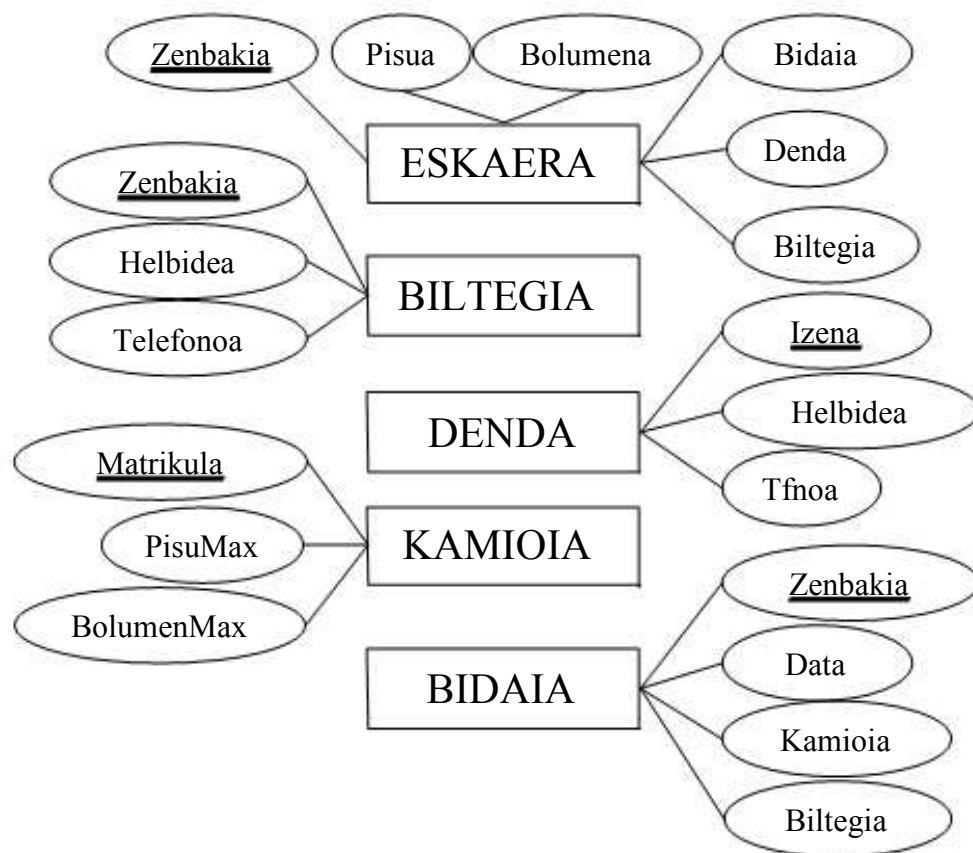 Zenbakia
Pisua
Bolumena
Bidaia
ESKAERA
Denda
Biltegia
Zenbakia
Helbidea
Telefonoa
BILTEGIA
Izena
Helbidea
Tfnoa
DENDA
Matrikula
PisuMax
BolumenMax
KAMIOIA
Zenbakia
Data
Kamioia
Biltegia
BIDAIA